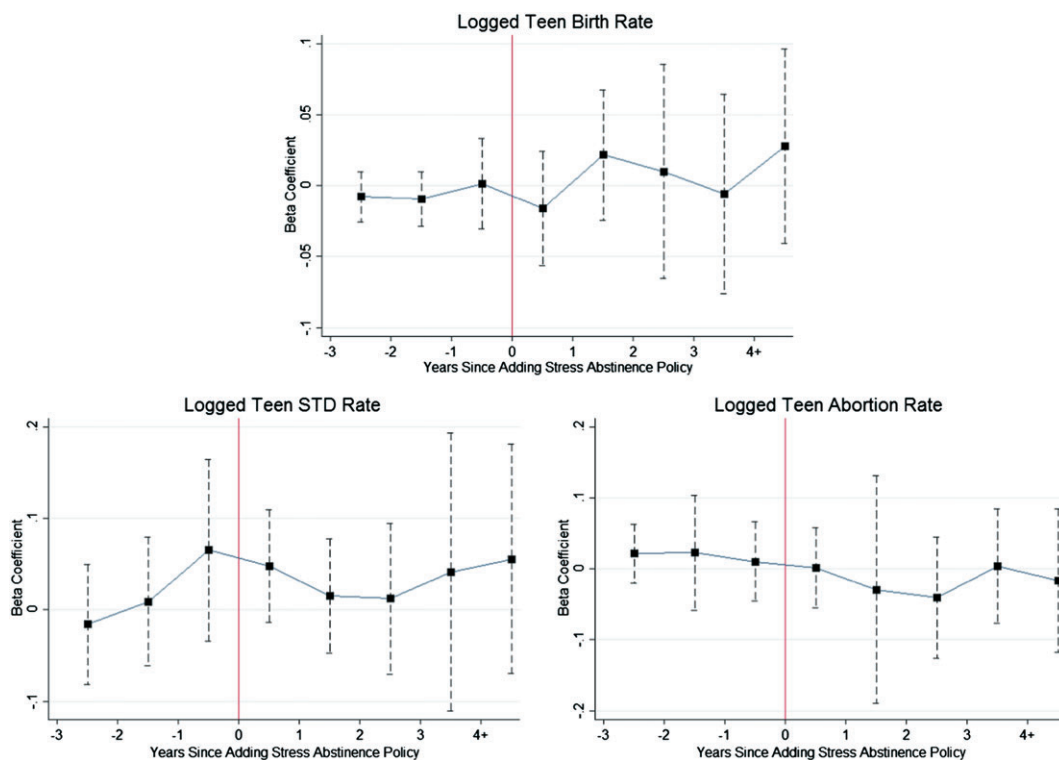 Logged Teen Birth Rate
Beta Coefficient
.1
.05
0
-.05
-.1
-3 -2 -1 0 1 2 3 4+
Years Since Adding Stress Abstinence Policy
Logged Teen STD Rate
Beta Coefficient
.2
.1
0
-.1
-3 -2 -1 0 1 2 3 4+
Years Since Adding Stress Abstinence Policy
Logged Teen Abortion Rate
Beta Coefficient
.2
.1
0
-.1
-.2
-3 -2 -1 0 1 2 3 4+
Years Since Adding Stress Abstinence Policy